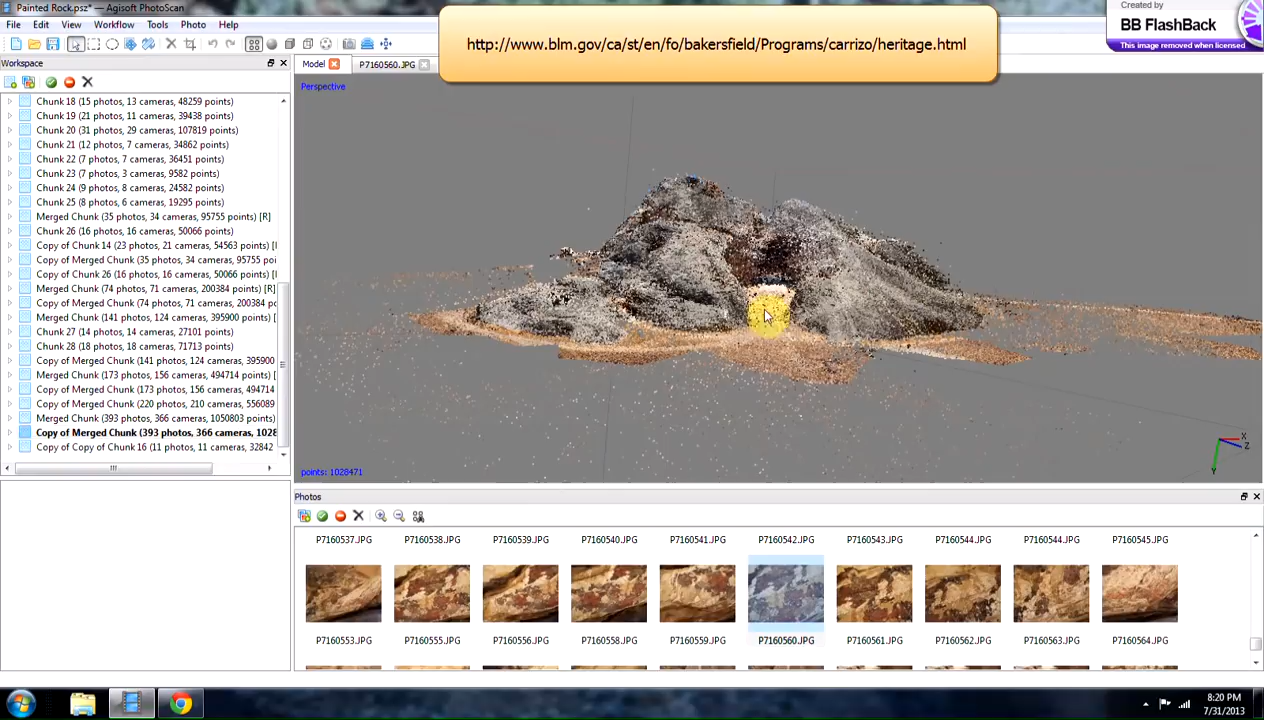 Painted Rock.psz* — Agisoft PhotoScan
File Edit View Workflow Tools Photo Help
http://www.blm.gov/ca/st/en/fo/bakersfield/Programs/carrizo/heritage.html
Created by
BB FlashBack
This image removed when licensed
Workspace
Model P7160560.JPG
Perspective
Chunk 18 (15 photos, 13 cameras, 48259 points)
Chunk 19 (21 photos, 11 cameras, 39438 points)
Chunk 20 (31 photos, 29 cameras, 107819 points)
Chunk 21 (12 photos, 7 cameras, 34862 points)
Chunk 22 (7 photos, 7 cameras, 36451 points)
Chunk 23 (7 photos, 3 cameras, 9582 points)
Chunk 24 (9 photos, 8 cameras, 24582 points)
Chunk 25 (8 photos, 6 cameras, 19295 points)
Merged Chunk (35 photos, 34 cameras, 95755 points) [R]
Chunk 26 (16 photos, 16 cameras, 50066 points)
Copy of Chunk 14 (23 photos, 21 cameras, 54563 points) [
Copy of Merged Chunk (35 photos, 34 cameras, 95755 poi
Copy of Chunk 26 (16 photos, 16 cameras, 50066 points) [
Merged Chunk (74 photos, 71 cameras, 200384 points) [R]
Copy of Merged Chunk (74 photos, 71 cameras, 200384 po
Merged Chunk (141 photos, 124 cameras, 395900 points) [
Chunk 27 (14 photos, 14 cameras, 27101 points)
Chunk 28 (18 photos, 18 cameras, 71713 points)
Copy of Merged Chunk (141 photos, 124 cameras, 395900
Merged Chunk (173 photos, 156 cameras, 494714 points) [
Copy of Merged Chunk (173 photos, 156 cameras, 494714
Copy of Merged Chunk (220 photos, 210 cameras, 556089
Merged Chunk (393 photos, 366 cameras, 1050803 points)
Copy of Merged Chunk (393 photos, 366 cameras, 1028
Copy of Copy of Chunk 16 (11 photos, 11 cameras, 32842
X
Z
Y
points: 1028471
Photos
P7160537.JPG P7160538.JPG P7160539.JPG P7160540.JPG P7160541.JPG P7160542.JPG P7160543.JPG P7160544.JPG P7160544.JPG P7160545.JPG
P7160553.JPG P7160555.JPG P7160556.JPG P7160558.JPG P7160559.JPG P7160560.JPG P7160561.JPG P7160562.JPG P7160563.JPG P7160564.JPG
8:20 PM
7/31/2013